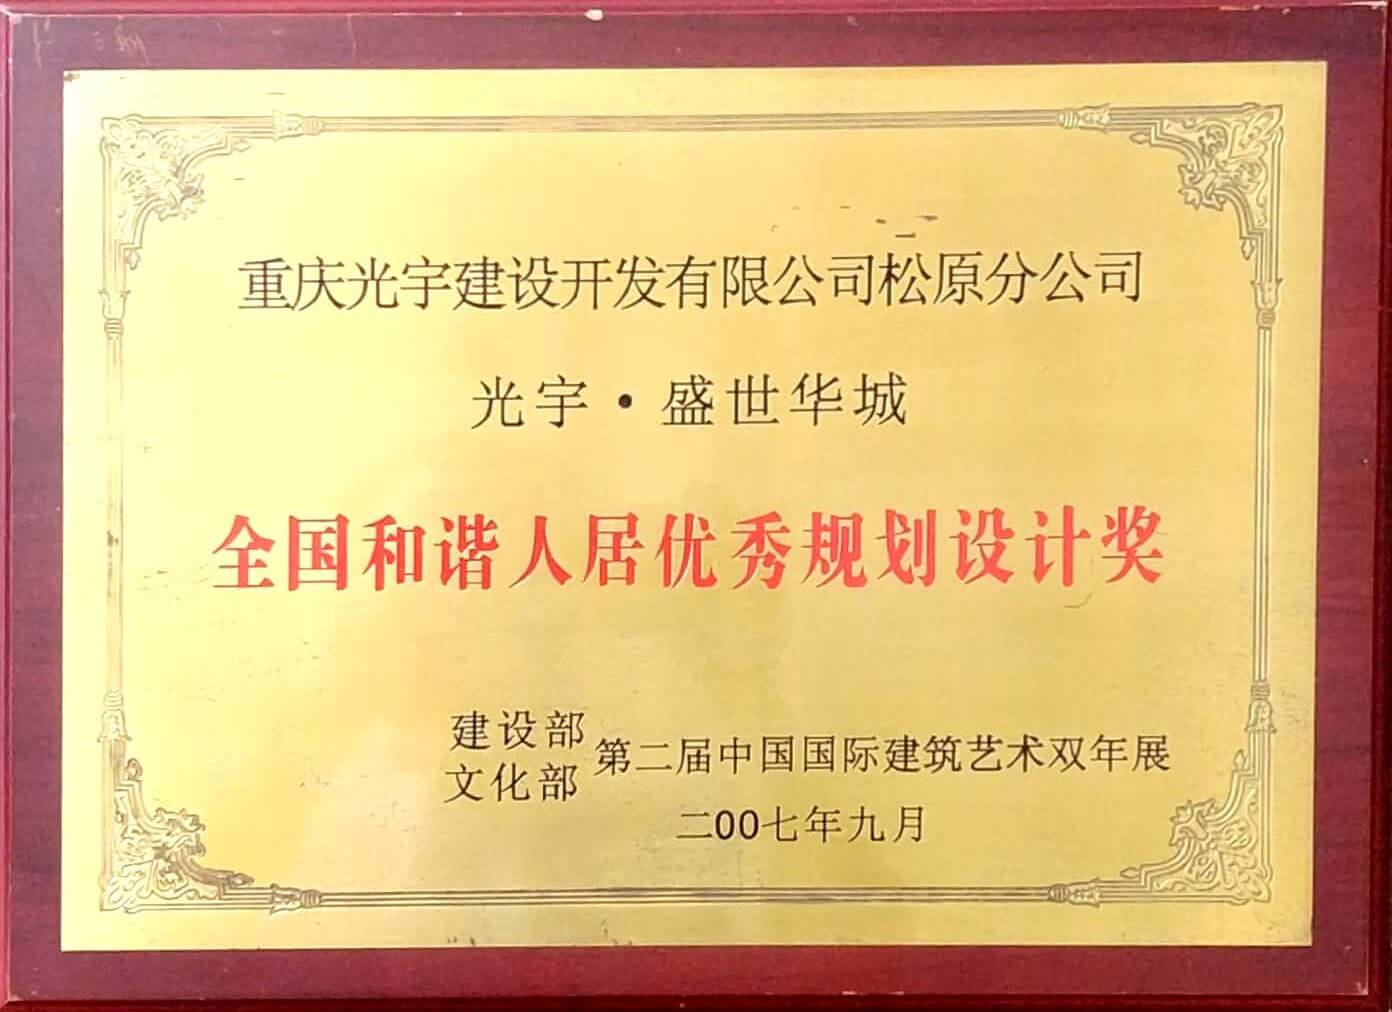 重庆光宇建设开发有限公司松原分公司
光宇·盛世华城
全国和谐人居优秀规划设计奖
建设部
文化部
第二届中国国际建筑艺术双年展
二00七年九月